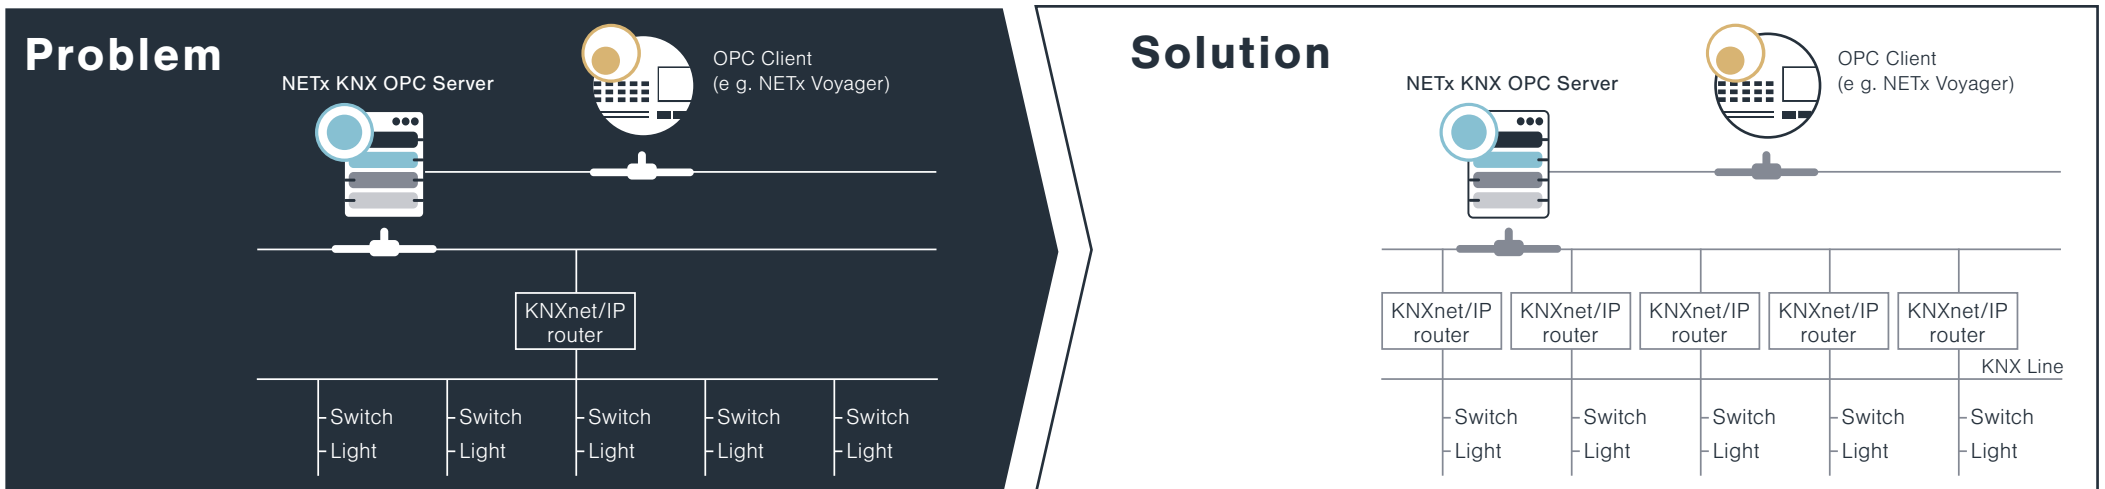 Problem
NETx KNX OPC Server
OPC Client
(e g. NETx Voyager)
KNXnet/IP
router
Switch
Light
Switch
Light
Switch
Light
Switch
Light
Switch
Light
Solution
NETx KNX OPC Server
OPC Client
(e g. NETx Voyager)
KNXnet/IP
router
KNXnet/IP
router
KNXnet/IP
router
KNXnet/IP
router
KNXnet/IP
router
KNX Line
Switch
Light
Switch
Light
Switch
Light
Switch
Light
Switch
Light